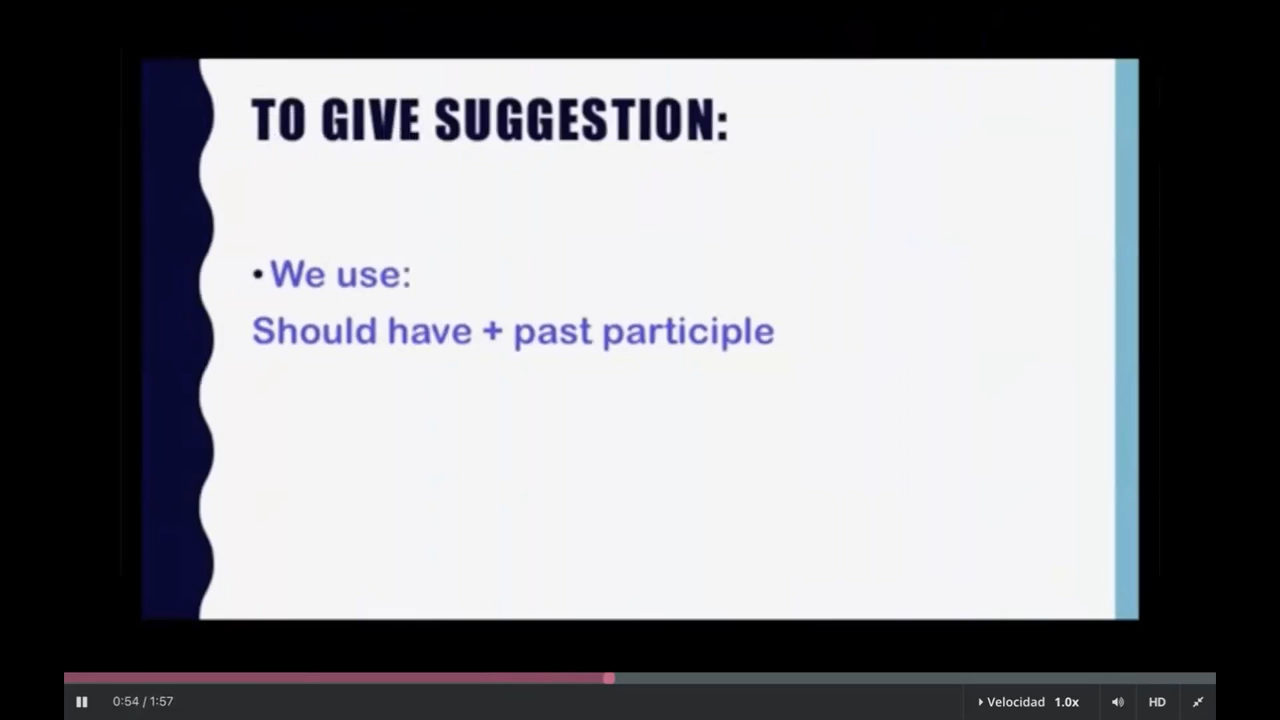 TO GIVE SUGGESTION:
• We use:
Should have + past participle
0:54 / 1:57
Velocidad 1.0x
HD